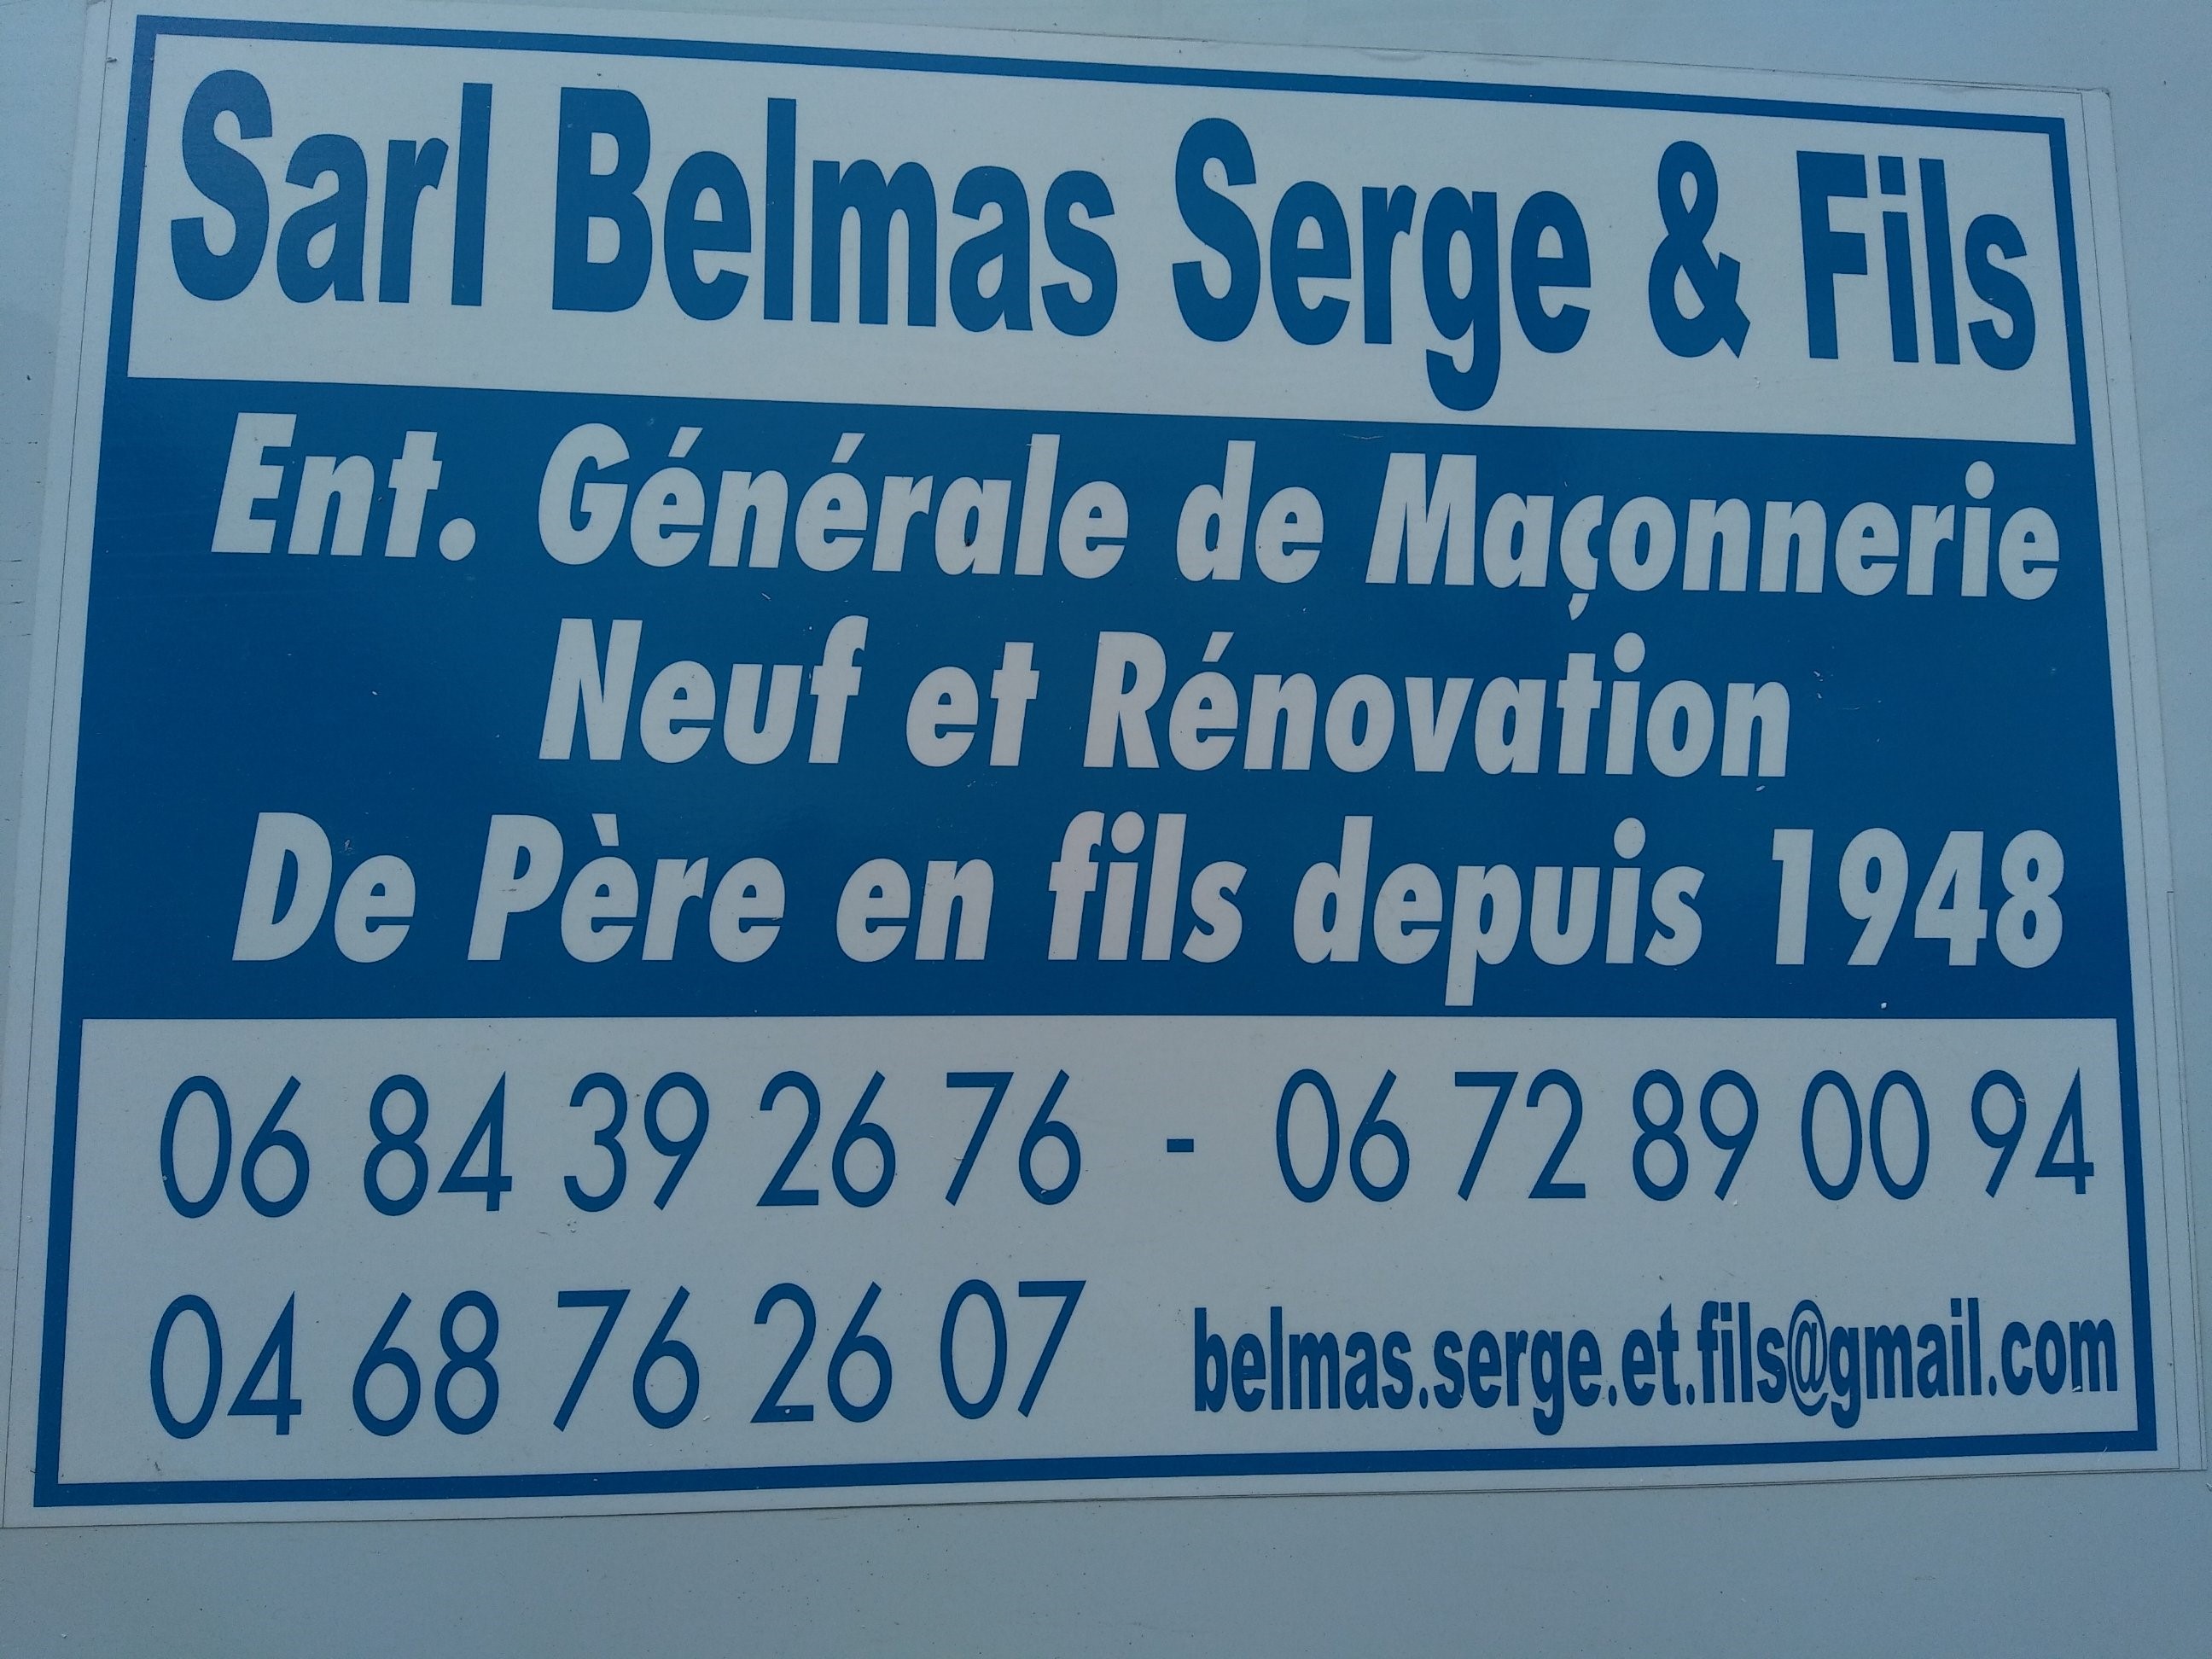 Sarl Belmas Serge & Fils
Ent. Générale de Maçonnerie
Neuf et Rénovation
De Père en fils depuis 1948
06 84 39 26 76 - 06 72 89 00 94
04 68 76 26 07 belmas.serge.et.fils@gmail.com